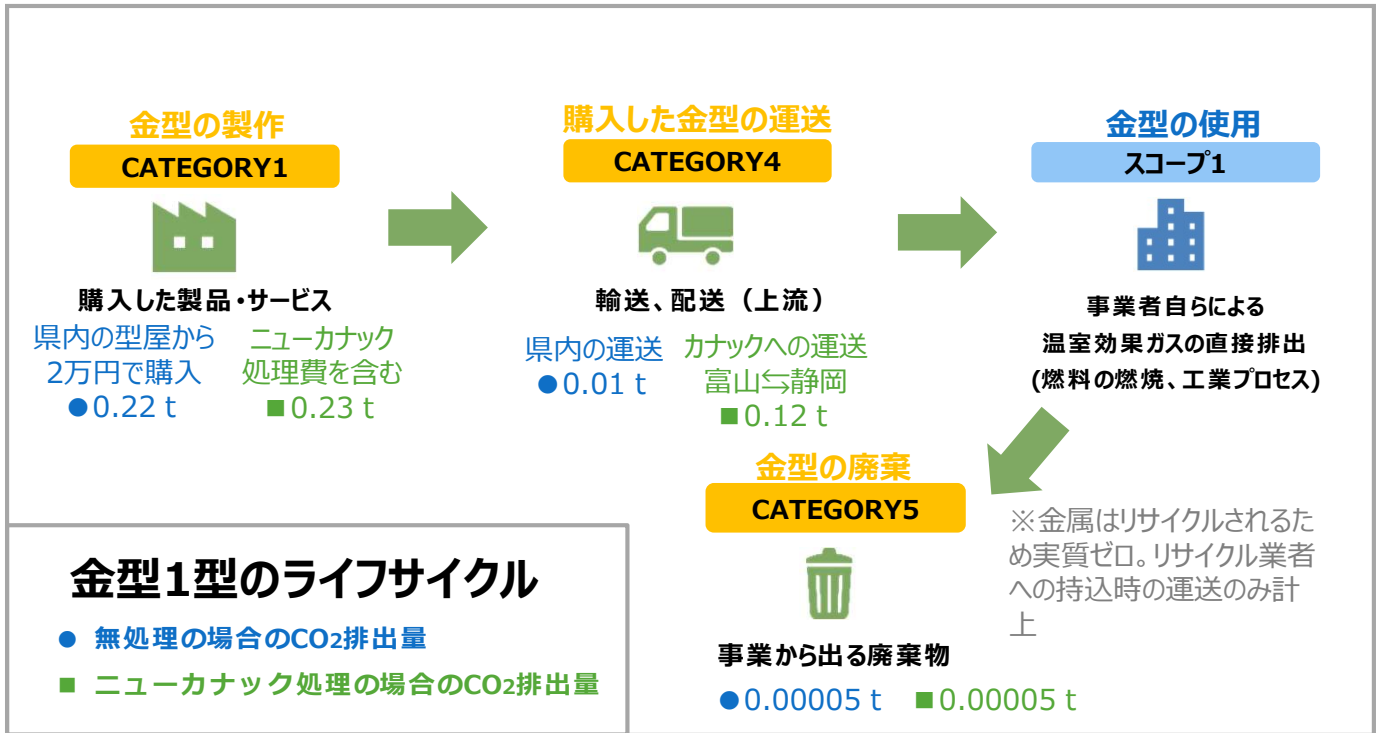 金型の製作
CATEGORY1
購入した製品・サービス
県内の型屋から
2万円で購入
●0.22 t
ニューカナック
処理費を含む
■0.23 t
購入した金型の運送
CATEGORY4
輸送、配送（上流）
県内の運送
●0.01 t
カナックへの運送
富山⇆静岡
■0.12 t
金型の使用
スコープ1
事業者自らによる
温室効果ガスの直接排出
(燃料の燃焼、工業プロセス)
金型の廃棄
CATEGORY5
事業から出る廃棄物
●0.00005 t ■0.00005 t
※金属はリサイクルされるた
め実質ゼロ。リサイクル業者
への持込時の運送のみ計
上
金型1型のライフサイクル
● 無処理の場合のCO2排出量
■ ニューカナック処理の場合のCO2排出量